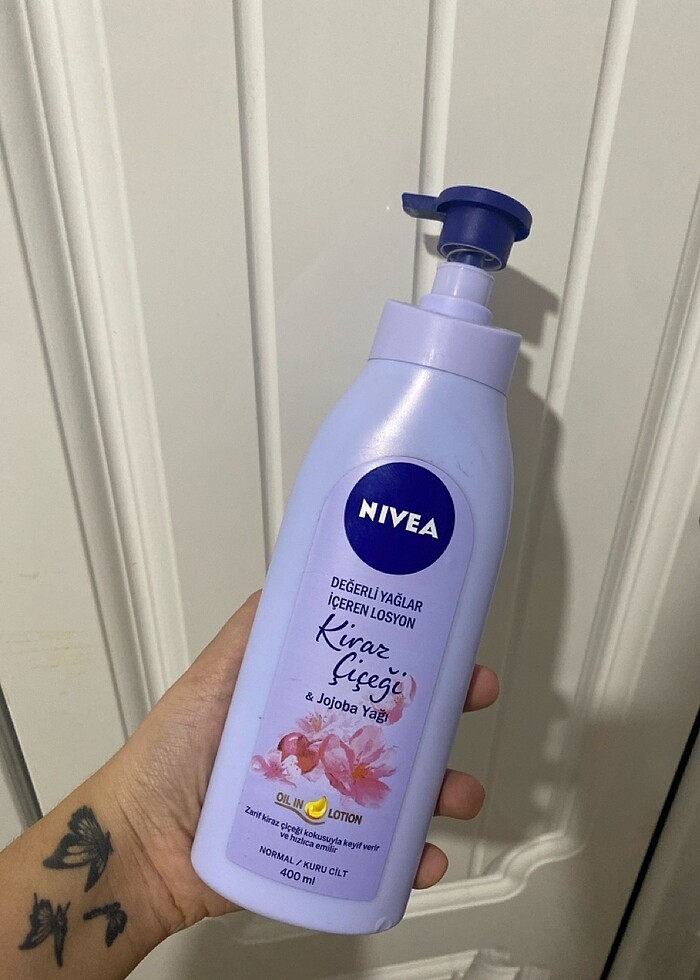 NIVEA
DEĞERLİ YAĞLAR
İÇEREN LOSYON
Kiraz
Çiçeği
& Jojoba Yağı
OIL IN LOTION
Zarif kiraz çiçeği kokusuyla keyif verir
ve hızlıca emilir
NORMAL / KURU CİLT
400 ml